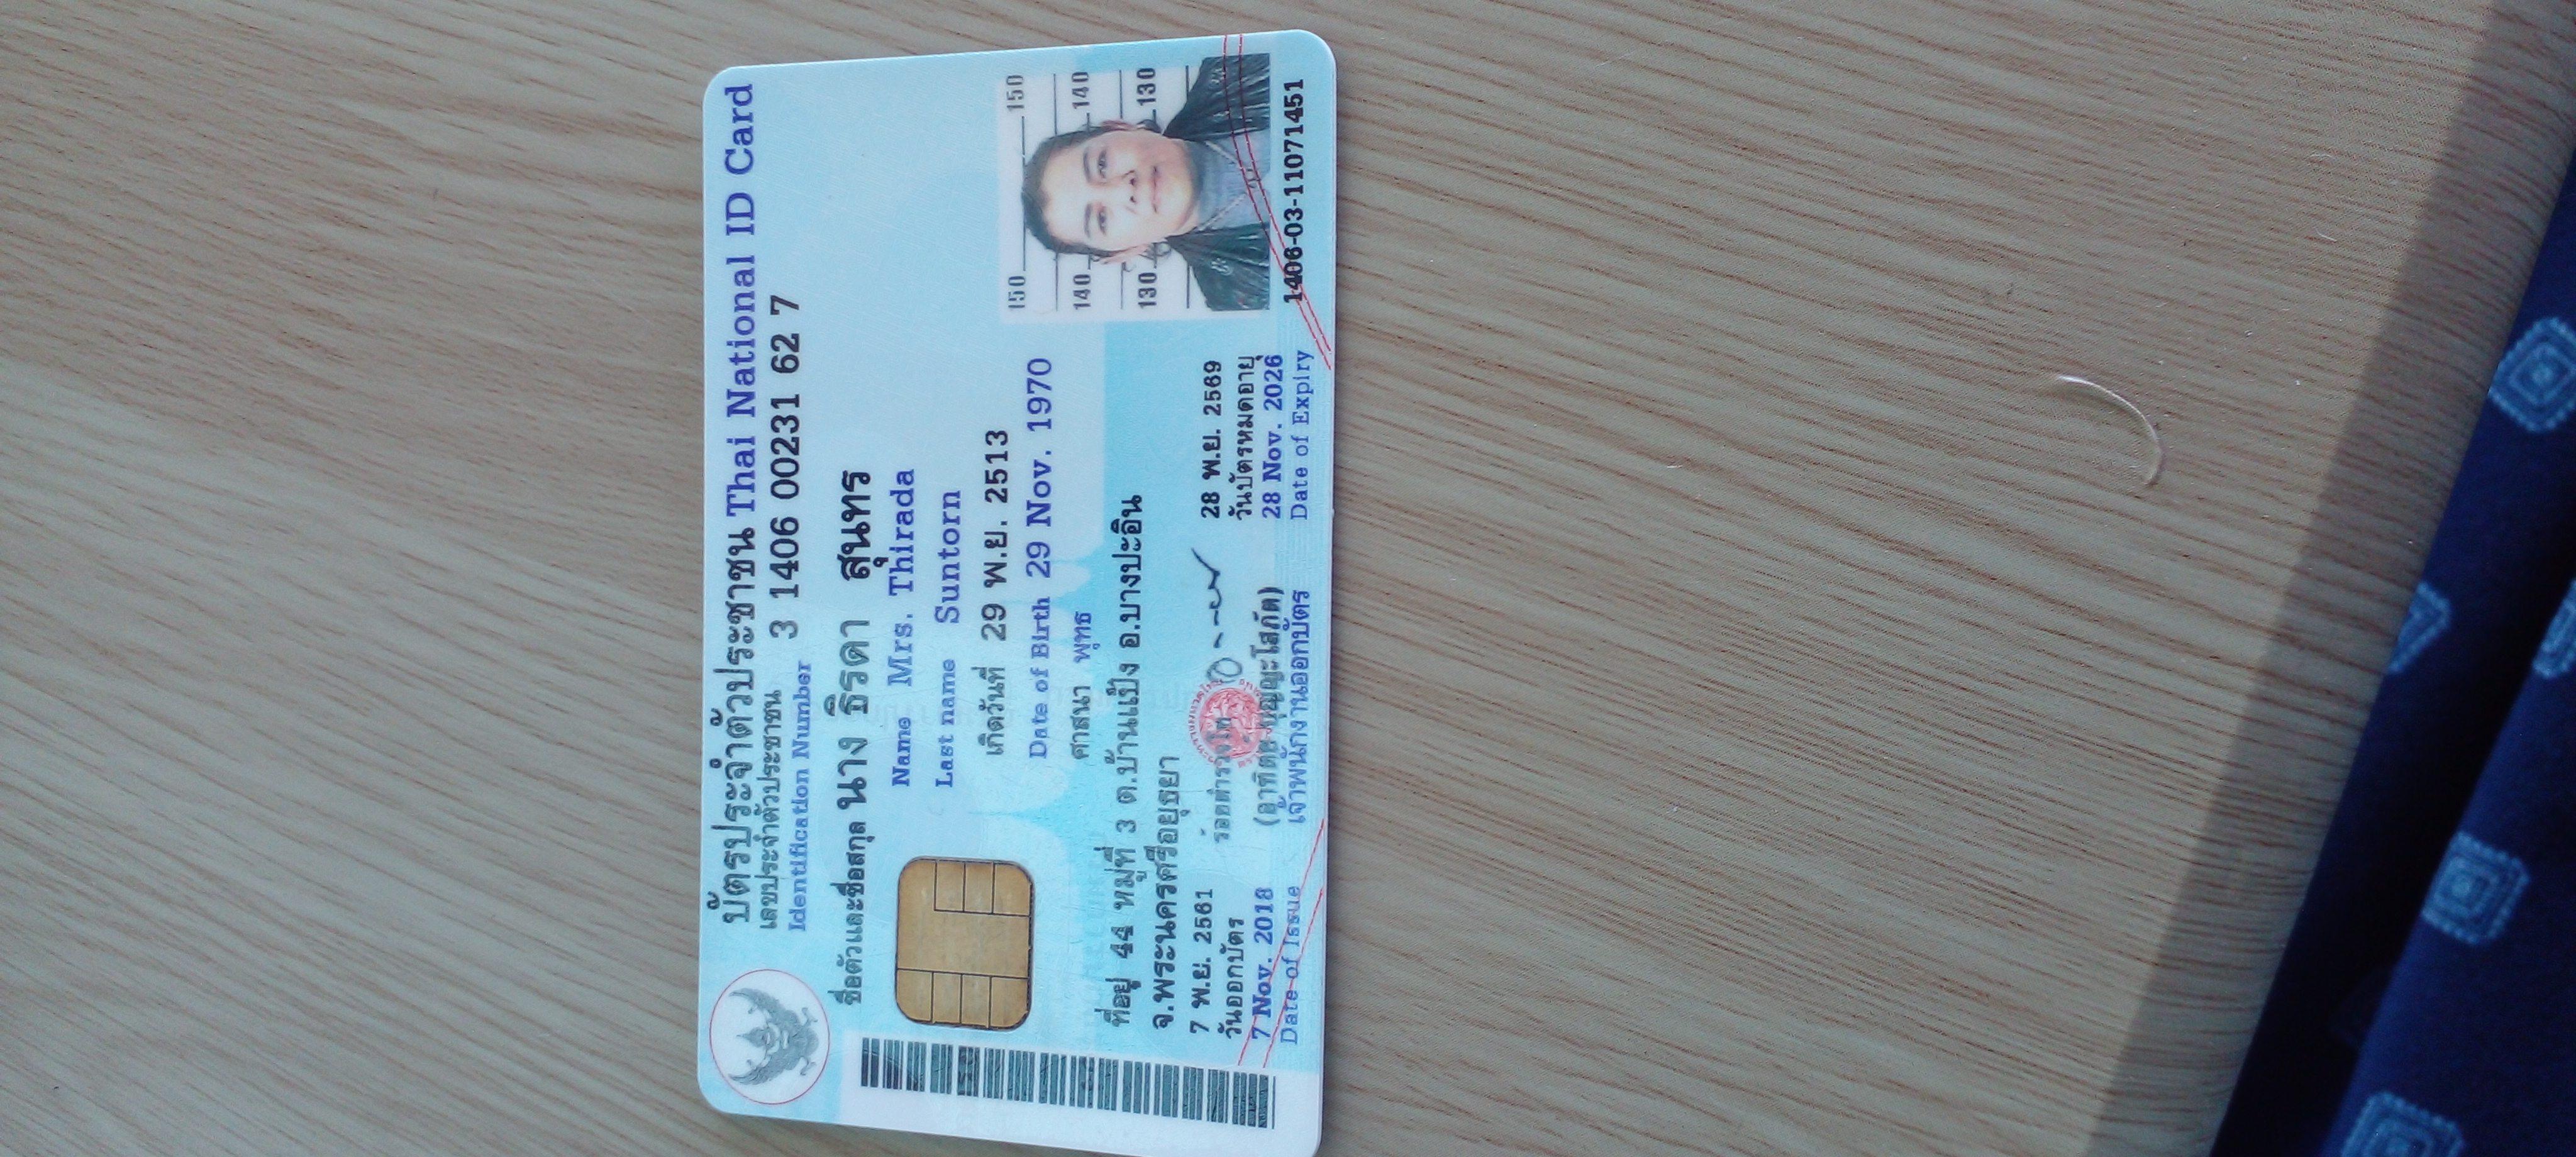 บัตรประจำตัวประชาชน Thai National ID Card
เลขประจำตัวประชาชน
Identification Number 3 1406 00231 62 7
ชื่อตัวและชื่อสกุล นาง ธิรดา สุนทร
Name Mrs. Thirada
Last name Suntorn
เกิดวันที่ 29 พ.ย. 2513
Date of Birth 29 Nov. 1970
ศาสนา พุทธ
ที่อยู่ 44 หมู่ที่ 3 ต.บ้านแป้ง อ.บางปะอิน
จ.พระนครศรีอยุธยา
7 พ.ย. 2561
วันออกบัตร
7 Nov. 2018
Date of Issue
ร้อยตำรวจโท
(อาทิตย์ บุญญะโสภัต)
เจ้าพนักงานออกบัตร
28 พ.ย. 2569
วันบัตรหมดอายุ
28 Nov. 2026
Date of Expiry
150 150
140 140
130 130
1406-03-11071451